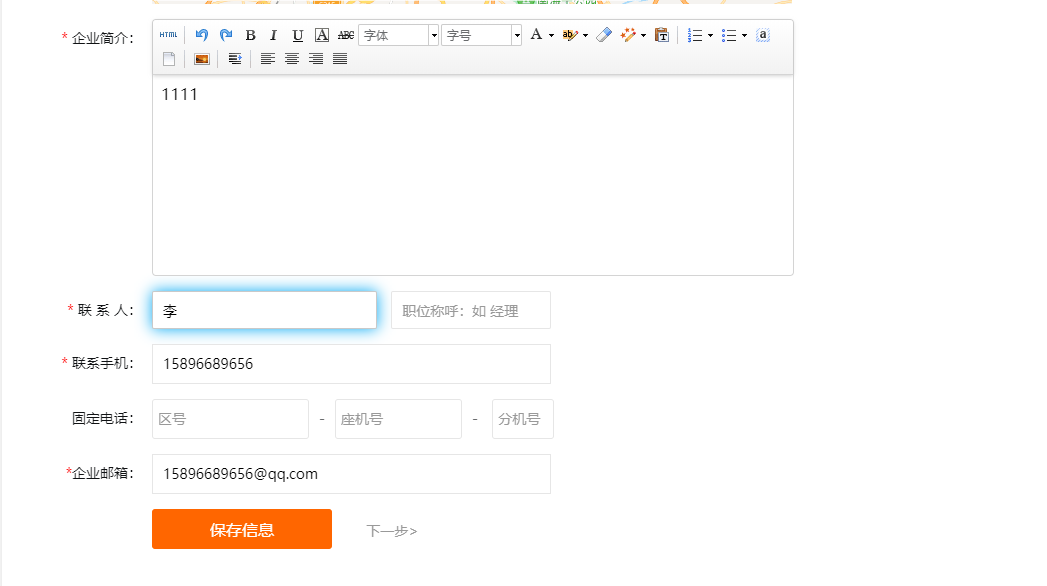 * 企业简介:
HTML B I U A ABC 字体 字号 A ab T a
1111
* 联 系 人: 李 职位称呼：如 经理
* 联系手机: 15896689656
固定电话: 区号 - 座机号 - 分机号
*企业邮箱: 15896689656@qq.com
保存信息 下一步>